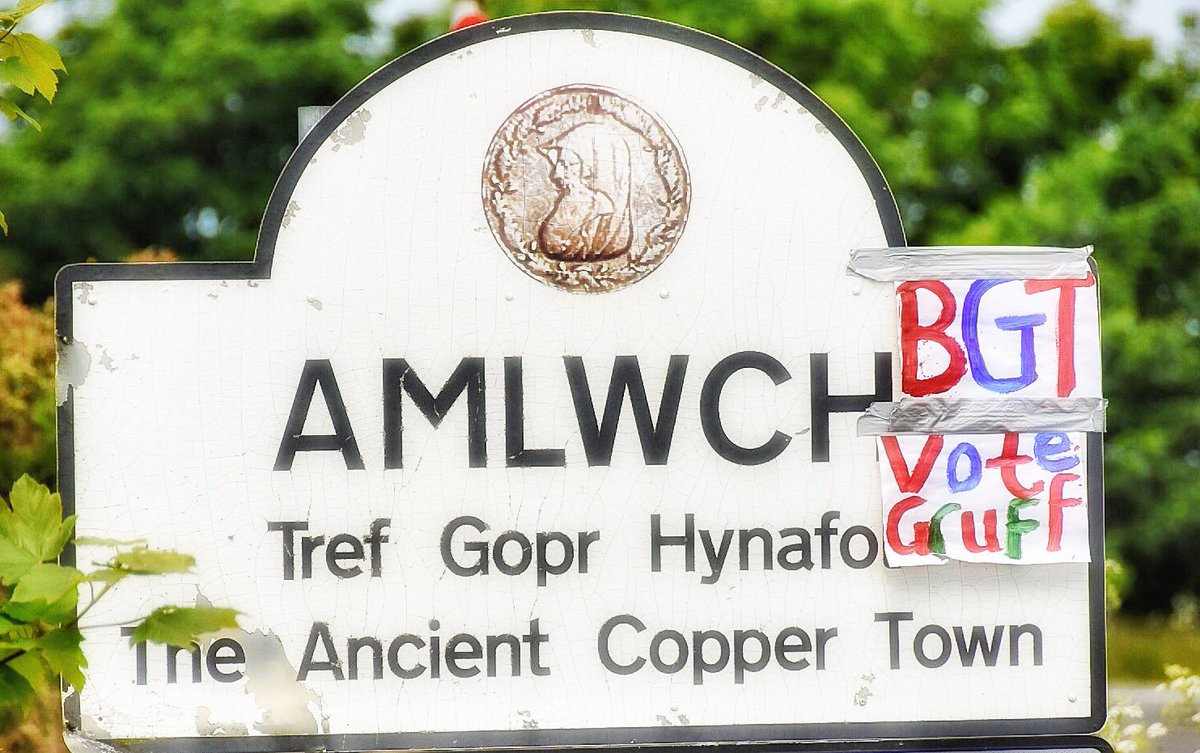 AMLWCH
BGT
Vote
Gruff
Tref Gopr Hynafo
The Ancient Copper Town